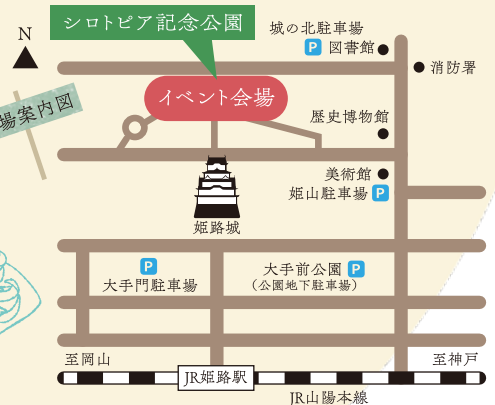 シロトピア記念公園
N
城の北駐車場
P 図書館
消防署
イベント会場
場案内図
歴史博物館
美術館
姫山駐車場 P
姫路城
P
大手門駐車場
大手前公園 P
(公園地下駐車場)
至岡山
至神戸
JR姫路駅
JR山陽本線